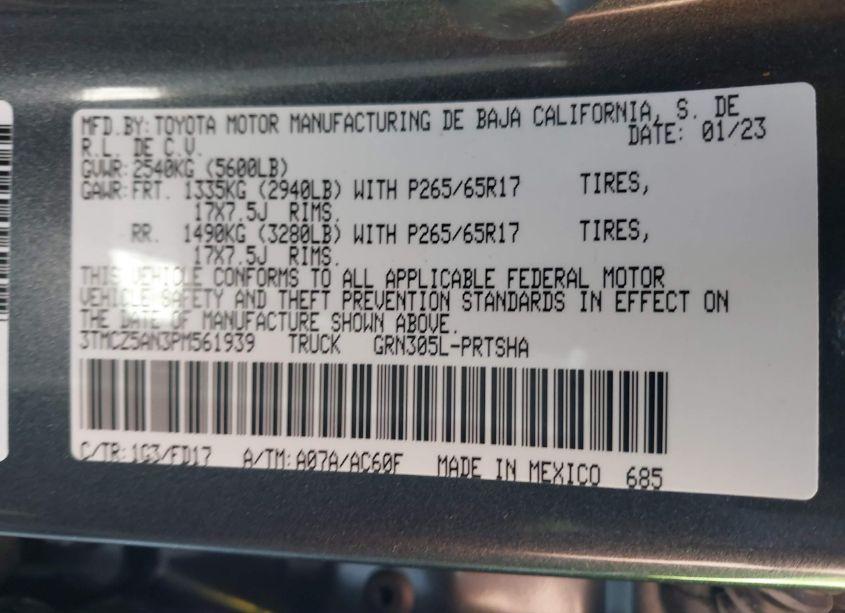 MFD.BY:TOYOTA MOTOR MANUFACTURING DE BAJA CALIFORNIA, S. DE
R.L. DE C.V. DATE: 01/23
GVWR:2540KG (5600LB)
GAWR:FRT. 1335KG (2940LB) WITH P265/65R17 TIRES,
17X7.5J RIMS.
RR. 1490KG (3280LB) WITH P265/65R17 TIRES,
17X7.5J RIMS.
THIS VEHICLE CONFORMS TO ALL APPLICABLE FEDERAL MOTOR
VEHICLE SAFETY AND THEFT PREVENTION STANDARDS IN EFFECT ON
THE DATE OF MANUFACTURE SHOWN ABOVE.
3TMCZ5AN3PM561939 TRUCK GRN305L-PRTSHA
C/TR:1G3/FD17 A/TM:A07A/AC60F MADE IN MEXICO 685